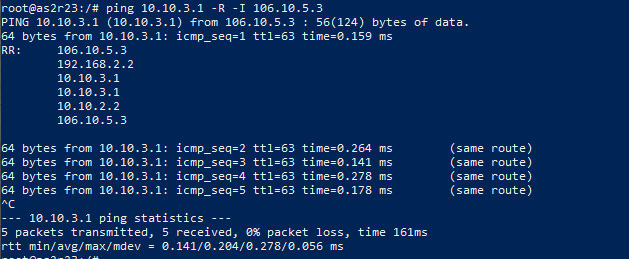 root@as2r23:/# ping 10.10.3.1 -R -I 106.10.5.3
PING 10.10.3.1 (10.10.3.1) from 106.10.5.3 : 56(124) bytes of data.
64 bytes from 10.10.3.1: icmp_seq=1 ttl=63 time=0.159 ms
RR: 106.10.5.3
192.168.2.2
10.10.3.1
10.10.3.1
10.10.2.2
106.10.5.3
64 bytes from 10.10.3.1: icmp_seq=2 ttl=63 time=0.264 ms (same route)
64 bytes from 10.10.3.1: icmp_seq=3 ttl=63 time=0.141 ms (same route)
64 bytes from 10.10.3.1: icmp_seq=4 ttl=63 time=0.278 ms (same route)
64 bytes from 10.10.3.1: icmp_seq=5 ttl=63 time=0.178 ms (same route)
^C
--- 10.10.3.1 ping statistics ---
5 packets transmitted, 5 received, 0% packet loss, time 161ms
rtt min/avg/max/mdev = 0.141/0.204/0.278/0.056 ms
root@as2r23:/#